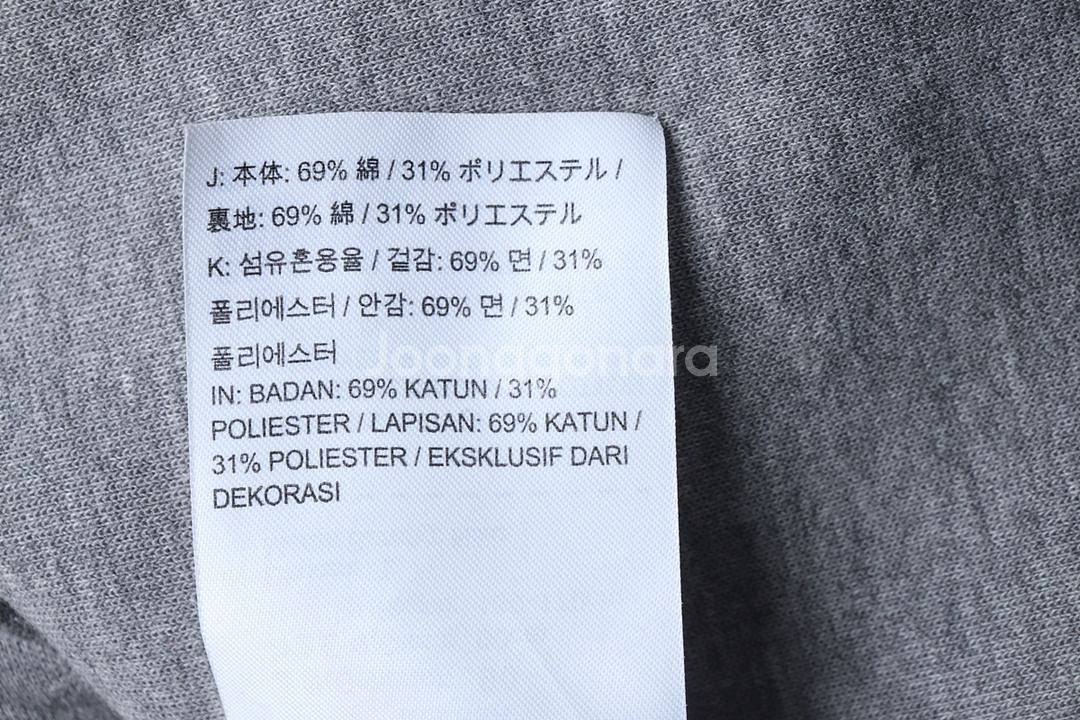 J: 本体: 69% 綿 / 31% ポリエステル /
裏地: 69% 綿 / 31% ポリエステル
K: 섬유혼용율 / 겉감: 69% 면 / 31%
폴리에스터 / 안감: 69% 면 / 31%
폴리에스터
Joonggonara
IN: BADAN: 69% KATUN / 31%
POLIESTER / LAPISAN: 69% KATUN /
31% POLIESTER / EKSKLUSIF DARI
DEKORASI